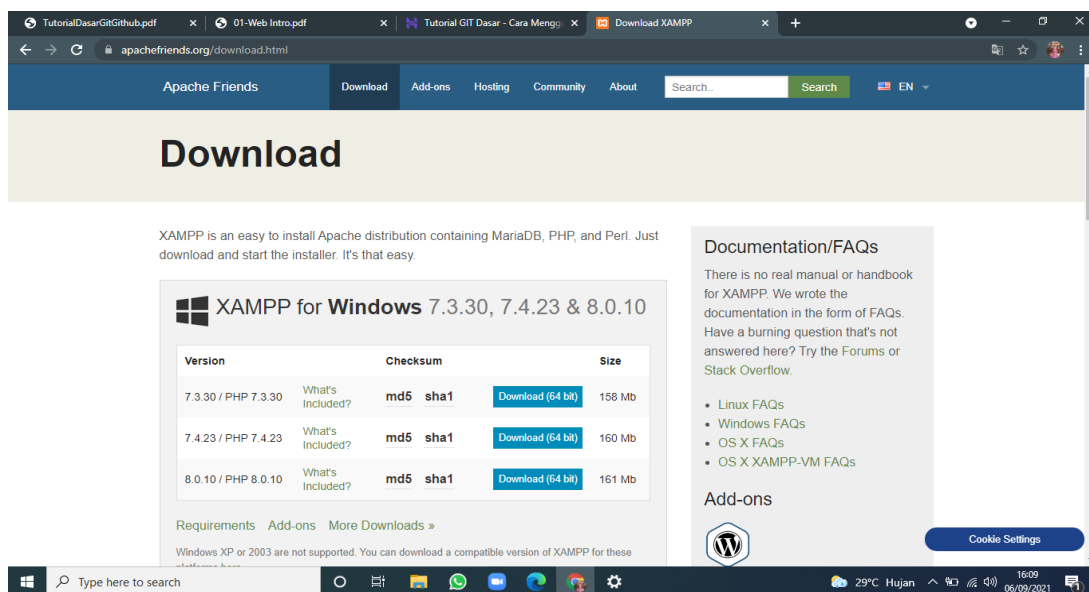 TutorialDasarGitGithub.pdf
01-Web Intro.pdf
Tutorial GIT Dasar - Cara Mengg
Download XAMPP
apachefriends.org/download.html
Apache Friends
Download
Add-ons
Hosting
Community
About
Search..
Search
EN
Download
XAMPP is an easy to install Apache distribution containing MariaDB, PHP, and Perl. Just
download and start the installer. It's that easy.
XAMPP for Windows 7.3.30, 7.4.23 & 8.0.10
Version Checksum Size
7.3.30 / PHP 7.3.30 What's Included? md5 sha1 Download (64 bit) 158 Mb
7.4.23 / PHP 7.4.23 What's Included? md5 sha1 Download (64 bit) 160 Mb
8.0.10 / PHP 8.0.10 What's Included? md5 sha1 Download (64 bit) 161 Mb
Requirements Add-ons More Downloads »
Windows XP or 2003 are not supported. You can download a compatible version of XAMPP for these
platforms here.
Documentation/FAQs
There is no real manual or handbook
for XAMPP. We wrote the
documentation in the form of FAQs.
Have a burning question that's not
answered here? Try the Forums or
Stack Overflow.
Linux FAQs
Windows FAQs
OS X FAQs
OS X XAMPP-VM FAQs
Add-ons
Cookie Settings
Type here to search
29°C Hujan
16:09
06/09/2021